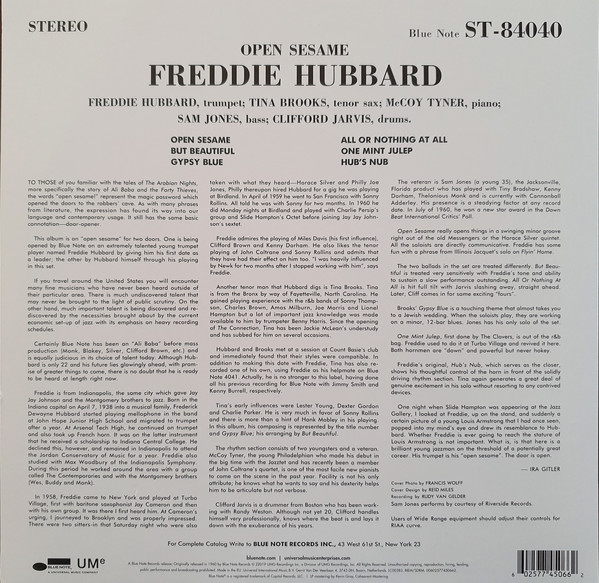 STEREO
Blue Note ST-84040
OPEN SESAME
FREDDIE HUBBARD
FREDDIE HUBBARD, trumpet; TINA BROOKS, tenor sax; McCOY TYNER, piano;
SAM JONES, bass; CLIFFORD JARVIS, drums.
OPEN SESAME
BUT BEAUTIFUL
GYPSY BLUE
ALL OR NOTHING AT ALL
ONE MINT JULEP
HUB'S NUB
TO THOSE of you familiar with the tales of The Arabian Nights,
more specifically the story of Ali Baba and the Forty Thieves,
the words "open sesame" represent the magic password which
opened the doors to the robbers' cave. As with many phrases
from literature, the expression has found its way into our
language and contemporary usage. It still has the same basic
connotation—door-opener.
This album is an "open sesame" for two doors. One is being
opened by Blue Note on an extremely talented young trumpet
player named Freddie Hubbard by giving him his first date as
a leader; the other by Hubbard himself through his playing
in this set.
If you travel around the United States you will encounter
many fine musicians who have never been heard outside of
their particular area. There is much undiscovered talent that
may never be brought to the light of public scrutiny. On the
other hand, much important talent is being discovered and re-
discovered by the necessities brought about by the current
economic set-up of jazz with its emphasis on heavy recording
schedules.
Certainly Blue Note has been an "Ali Baba" before mass
production (Monk, Blakey, Silver, Clifford Brown, eh;) and
is equally judicious in its choice of talent today. Although Hub-
bard is only 22 and his future lies glowingly ahead, with prom-
ise of greater things to come, there is no doubt that he is ready
to be heard at length right now.
Freddie is from Indianapolis, the same city which gave Jay
Jay Johnson and the Montgomery brothers to jazz. Born in the
Indiana capital on April 7, 1938 into a musical family, Frederick
Dewayne Hubbard started playing mellophone in the band
at John Hope Junior High School and migrated to trumpet
after a year. At Arsenal Tech High, he continued on trumpet
and also took up French horn. It was on the latter instrument
that he received a scholarship to Indiana Central College. He
declined this, however, and remained in Indianapolis to attend
the Jordan Conservatory of Music for a year. Freddie also
studied with Max Woodbury of the Indianapolis Symphony.
During this period he worked around the area with a group
called The Contemporaries and with the Montgomery brothers
(Wes, Buddy and Monk).
In 1958, Freddie came to New York and played at Turbo
Village, first with baritone saxophonist Jay Cameron and then
with his own group. It was there I first heard him. At Cameron's
urging, I journeyed to Brooklyn and was properly impressed.
There were two sitters-in that Saturday night who were also
taken with what they heard—Horace Silver and Philly Joe
Jones. Philly thereupon hired Hubbard for a gig he was playing
at Birdland. In April of 1959 he went to San Francisco with Sonny
Rollins. All told he was with Sonny for two months. In 1960 he
did Monday nights at Birdland and played with Charlie Persip's
group and Slide Hampton's Octet before joining Jay Jay John-
son's sextet.
Freddie admires the playing of Miles Davis (his first influence),
Clifford Brown and Kenny Dorham. He also likes the tenor
playing of John Coltrane and Sonny Rollins and admits that
they have had their effect on him too. "I was badly influenced
by Newk for two months after I stopped working with him", says
Freddie.
Another tenor man that Hubbard digs is Tina Brooks. Tina
is from the Bronx by way of Fayetteville, North Carolina. He
gained playing experience with the r&b bands of Sonny Thomp-
son, Charles Brown, Amos Milburn, Joe Morris and Lionel
Hampton but a lot of important jazz knowledge was made
available to him by trumpeter Benny Harris. Since the opening
of The Connection, Tina has been Jackie McLean's understudy
and has subbed for him on several occasions.
Hubbard and Brooks met at a session at Count Basie's club
and immediately found that their styles were compatible. In
addition to making this date with Freddie, Tina has also re-
corded one of his own, using Freddie as his helpmate on Blue
Note 4041. Actually, he is no stranger to this label, having done
all his previous recording for Blue Note with Jimmy Smith and
Kenny Burrell, respectively.
Tina's early influences were Lester Young, Dexter Gordon
and Charlie Parker. He is very much in favor of Sonny Rollins
and there is more than a hint of Hank Mobley in his playing.
In this album, his composing is represented by the title number
and Gypsy Blue; his arranging by But Beautiful.
The rhythm section consists of two youngsters and a veteran.
McCoy Tyner, the young Philadelphian who made his debut in
the big time with the Jazztet and has recently been a member
of John Coltrane's quartet, is one of the most facile new pianists
to come on the scene in the past year. Facility is not his only
attribute; he knows what he wants to say and his dexterity helps
him to be articulate but not verbose.
Clifford Jarvis is a drummer from Boston who has been work-
ing with Randy Weston. Although not yet 20, Clifford handles
himself very professionally, knows where the beat is and lays it
down with the exuberance of his years.
The veteran is Sam Jones (a young 35), the Jacksonville,
Florida product who has played with Tiny Bradshaw, Kenny
Dorham, Thelonious Monk and is currently with Cannonball
Adderley. His presence is a steadying factor at any record
date. In July of 1960, he won a new star award in the Down
Beat International Critics' Poll.
Open Sesame really opens things in a swinging minor groove
right out of the old Messengers or the Horace Silver quintet.
All the soloists are directly communicative. Freddie has some
fun with a phrase from Illinois Jacquet's solo on Flyin' Home.
The two ballads in the set are treated differently. But Beau-
tiful is treated very sensitively with Freddie's tone and ability
to sustain a slow performance outstanding. All Or Nothing At
All is hit full tilt with Jarvis slashing away, straight ahead.
Later, Cliff comes in for some exciting "fours".
Brooks' Gypsy Blue is a touching theme that almost takes you
to a Jewish wedding. When the soloists play, they are working
on a minor, 12-bar blues. Jones has his only solo of the set.
One Mint Julep, first done by The Clovers, is out of the r&b
bag. Freddie used to do it at Turbo Village and revived it here.
Both hornmen are "down" and powerful but never hokey.
Freddie's original, Hub's Nub, which serves as the closer,
shows his thoughtful control of the horn in front of the solidly
driving rhythm section. Tina again generates a great deal of
genuine excitement in his solo without resorting to any contrived
devices.
One night when Slide Hampton was appearing at the Jazz
Gallery, I looked at Freddie, up on the stand, and suddenly a
certain picture of a young Louis Armstrong that I had once seen,
popped into my mind's eye and drew its resemblance to Hub-
bard. Whether Freddie is ever going to reach the stature of
Louis Armstrong is not important. What is, is that here is a
brilliant young jazzman on the threshold of a potentially great
career. His trumpet is his "open sesame". The door is open.
— IRA GITLER
Cover Photo by FRANCIS WOLFF
Cover Design by REID MILES
Recording by RUDY VAN GELDER
Sam Jones performs by courtesy of Riverside Records.
Users of Wide Range equipment should adjust their controls for
RIAA curve.
For Complete Catalog Write to BLUE NOTE RECORDS INC., 43 West 61st St., New York 23
bluenote.com | universalmusicenterprises.com
BLUE NOTE
UMe
6 02577 45066 2